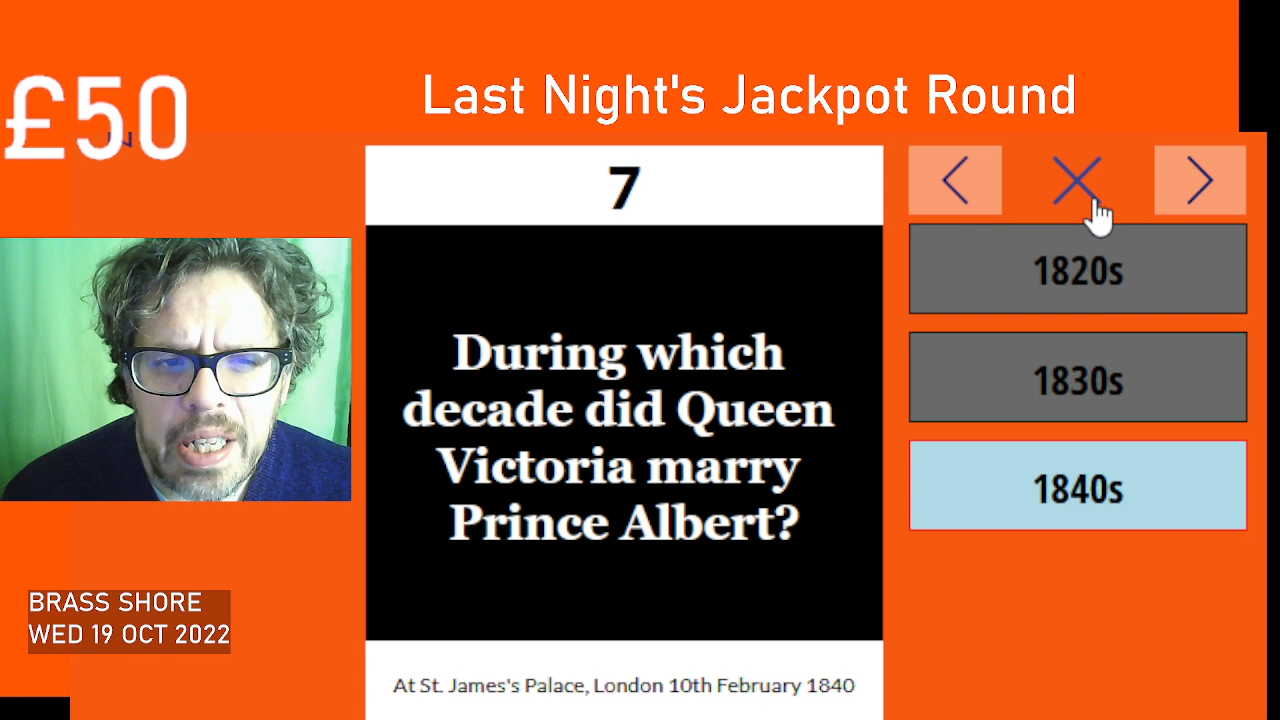 £50
Last Night's Jackpot Round
7
During which
decade did Queen
Victoria marry
Prince Albert?
At St. James's Palace, London 10th February 1840
1820s
1830s
1840s
BRASS SHORE
WED 19 OCT 2022